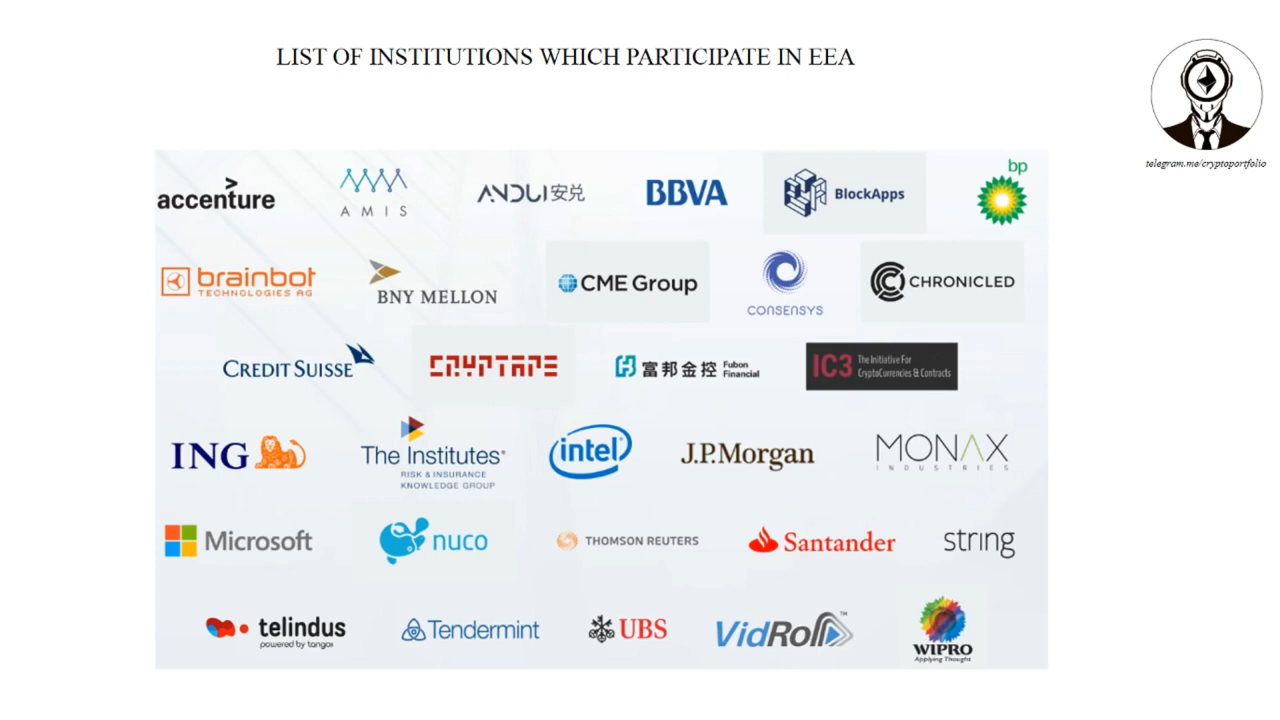 LIST OF INSTITUTIONS WHICH PARTICIPATE IN EEA
telegram.me/cryptoportfolio
accenture
AMIS
ANDUI安兑
BBVA
BlockApps
bp
brainbot
TECHNOLOGIES AG
BNY MELLON
CME Group
CONSENSYS
CHRONICLED
CREDIT SUISSE
CRYPTAPE
富邦金控 Fubon
Financial
IC3 The Initiative For
CryptoCurrencies & Contracts
ING
The Institutes
RISK & INSURANCE
KNOWLEDGE GROUP
intel
J.P.Morgan
MONAX
INDUSTRIES
Microsoft
nuco
THOMSON REUTERS
Santander
string
telindus
powered by tango
Tendermint
UBS
VidRoll™
WIPRO
Applying Thought